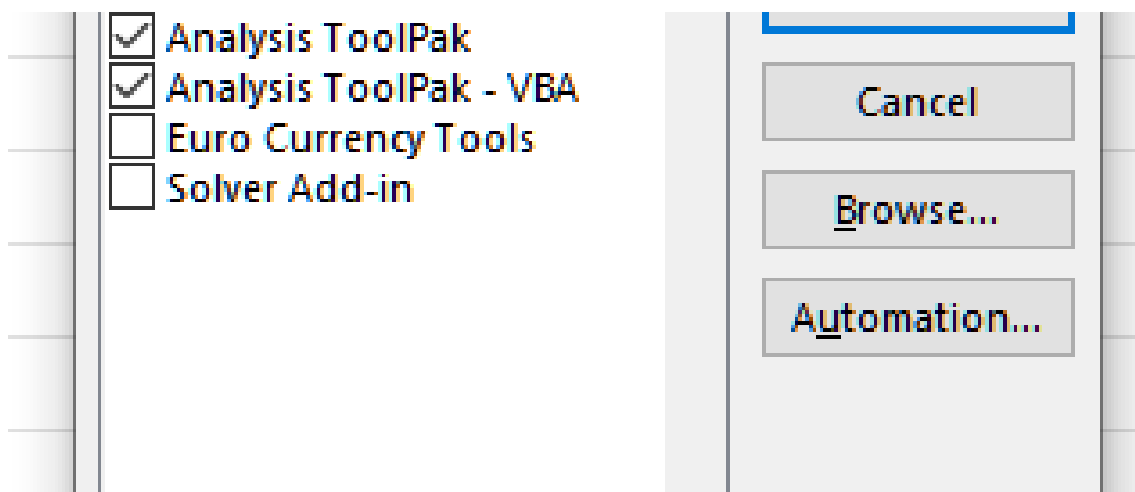 Analysis ToolPak
Analysis ToolPak - VBA
Euro Currency Tools
Solver Add-in
Cancel
Browse...
Automation...